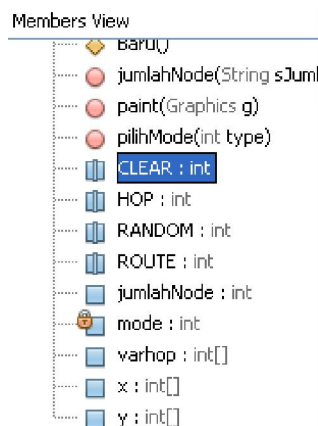 Members View
Baru()
jumlahNode(String sJuml
paint(Graphics g)
pilihMode(int type)
CLEAR : int
HOP : int
RANDOM : int
ROUTE : int
jumlahNode : int
mode : int
varhop : int[]
x : int[]
y : int[]